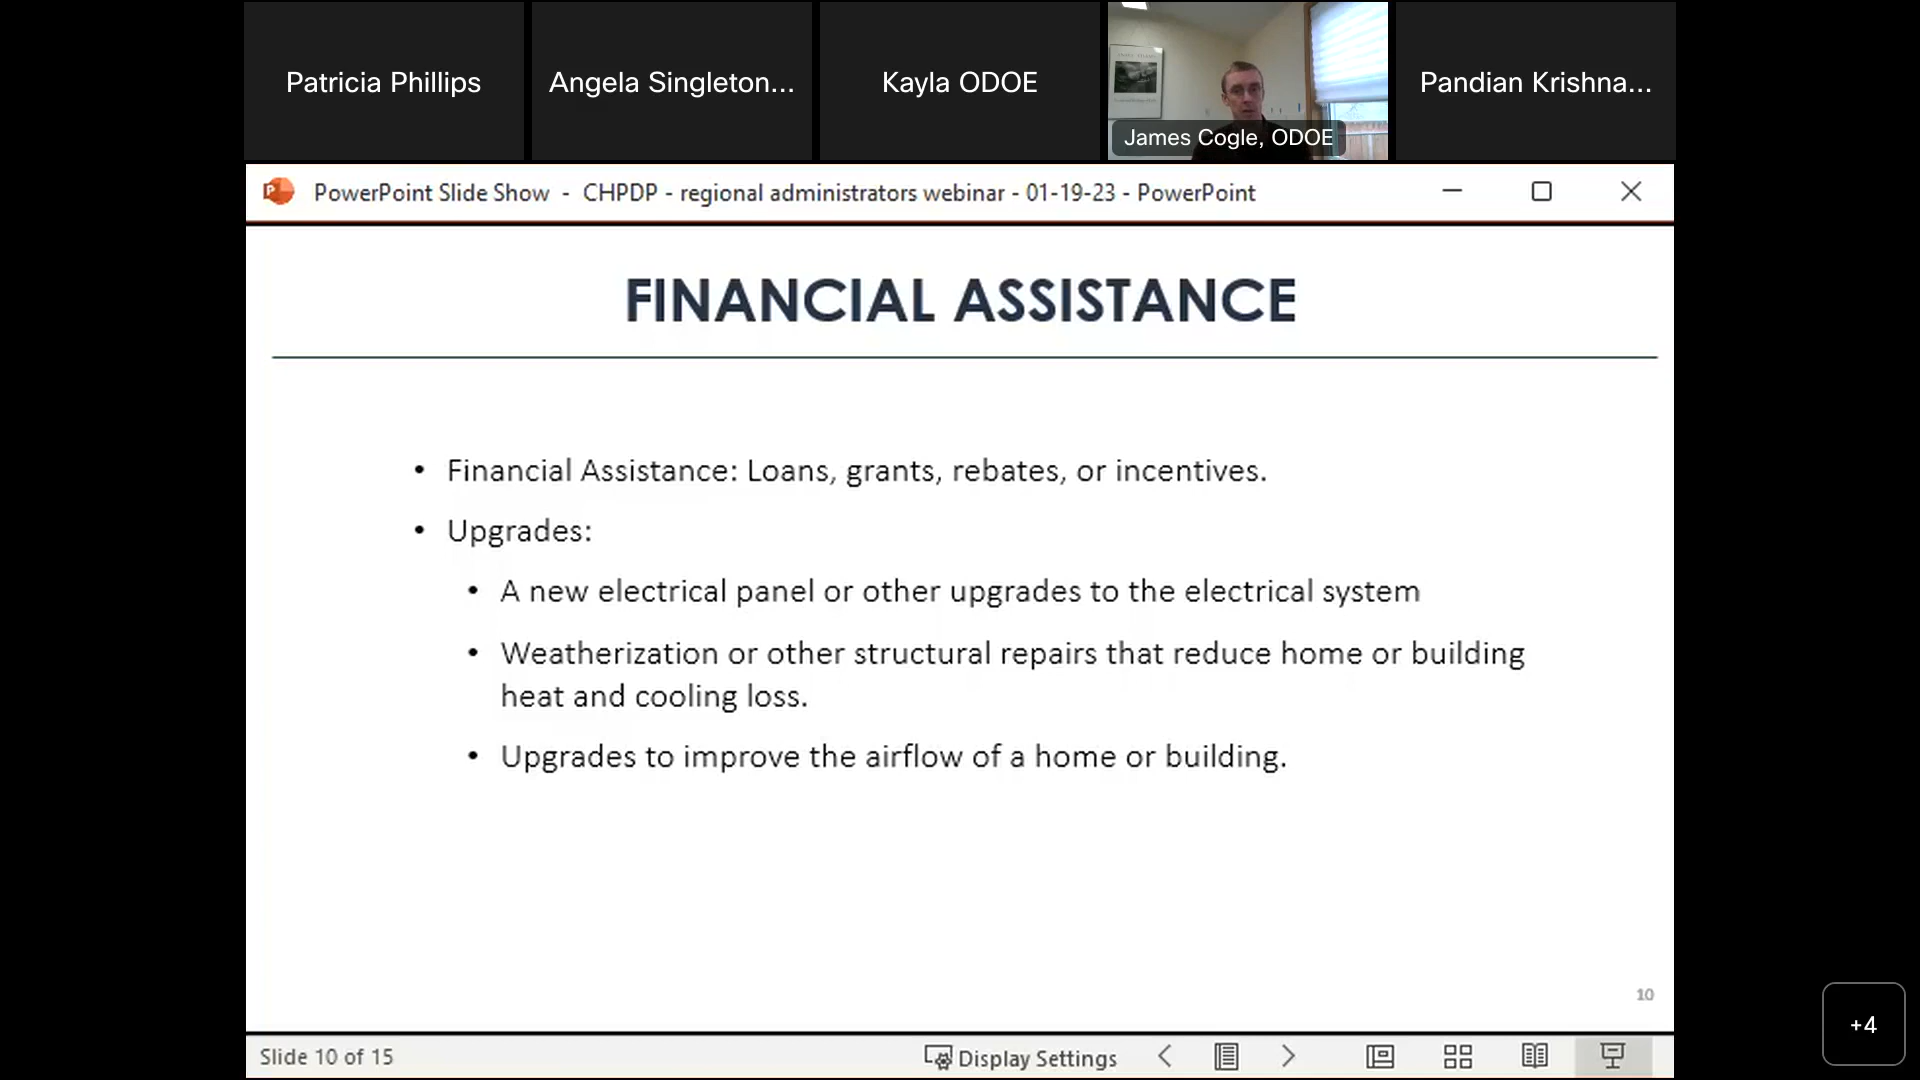 Patricia Phillips
Angela Singleton...
Kayla ODOE
James Cogle, ODOE
Pandian Krishna...
PowerPoint Slide Show - CHPDP - regional administrators webinar - 01-19-23 - PowerPoint
FINANCIAL ASSISTANCE
• Financial Assistance: Loans, grants, rebates, or incentives.
• Upgrades:
• A new electrical panel or other upgrades to the electrical system
• Weatherization or other structural repairs that reduce home or building
heat and cooling loss.
• Upgrades to improve the airflow of a home or building.
10
+4
Slide 10 of 15
Display Settings